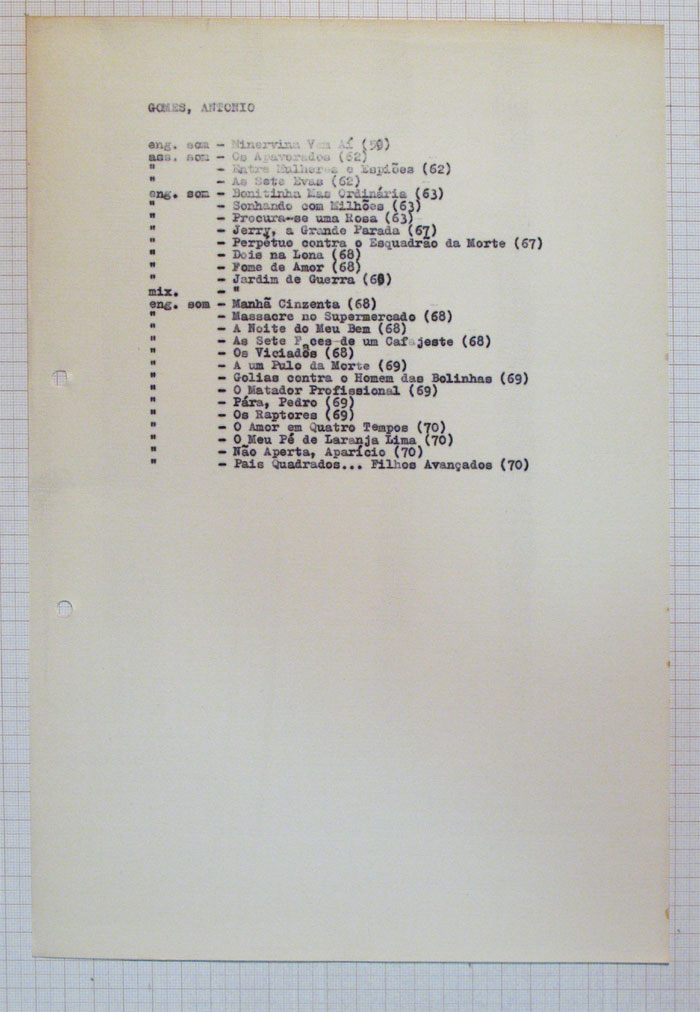 GOMES, ANTONIO
eng. som - Minervina Vem Aí (59)
ass. som - Os Apavorados (62)
" - Entre Mulheres e Espiões (62)
" - As Sete Evas (62)
eng. som - Bonitinha Mas Ordinária (63)
" - Sonhando com Milhões (63)
" - Procura-se uma Rosa (63)
" - Jerry, a Grande Parada (67)
" - Perpétuo contra o Esquadrão da Morte (67)
" - Dois na Lona (68)
" - Fome de Amor (68)
" - Jardim de Guerra (68)
mix. - "
eng. som - Manhã Cinzenta (68)
" - Massacre no Supermercado (68)
" - A Noite do Meu Bem (68)
" - As Sete Faces de um Cafajeste (68)
" - Os Viciados (68)
" - A um Pulo da Morte (69)
" - Golias contra o Homem das Bolinhas (69)
" - O Matador Profissional (69)
" - Pára, Pedro (69)
" - Os Raptores (69)
" - O Amor em Quatro Tempos (70)
" - O Meu Pé de Laranja Lima (70)
" - Não Aperta, Aparício (70)
" - Pais Quadrados... Filhos Avançados (70)